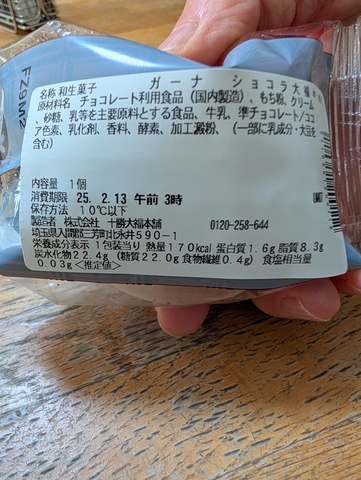 FZSM2
名称 和生菓子 ガーナ ショコラ大福
原材料名 チョコレート利用食品(国内製造)、もち粉、クリーム
、砂糖、乳等を主要原料とする食品、牛乳、準チョコレート/ココ
ア色素、乳化剤、香料、酵素、加工澱粉、(一部に乳成分・大豆を
含む)
内容量 1個
消費期限 25. 2.13 午前 3時
保存方法 10℃以下
製造者 株式会社 十勝大福本舗 0120-258-644
埼玉県入間郡三芳町北永井590-1
栄養成分表示 1包装当り 熱量170kcal 蛋白質1.6g 脂質8.3g
炭水化物22.4g (糖質22.0g 食物繊維0.4g) 食塩相当量
0.03g <推定値>